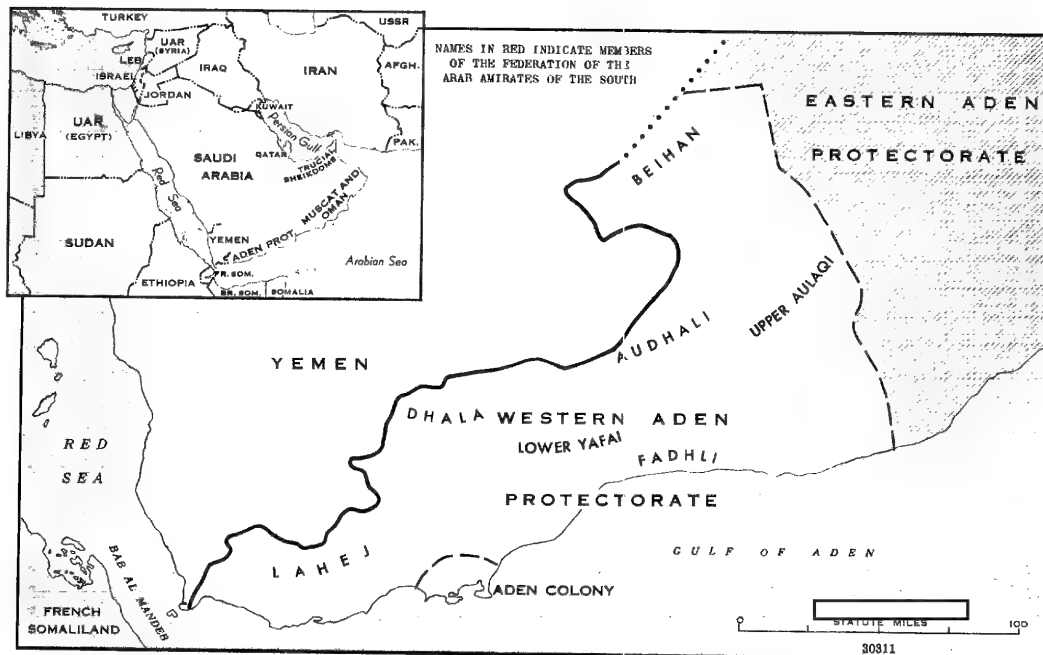 TURKEY
USSR
UAR
(SYRIA)
LEB.
ISRAEL
IRAQ
IRAN
AFGH.
JORDAN
KUWAIT
LIBYA
UAR
(EGYPT)
Persian Gulf
PAK.
QATAR
SAUDI
ARABIA
TRUCIAL
SHEIKDOMS
Red Sea
MUSCAT AND
OMAN
SUDAN
YEMEN
ADEN PROT.
Arabian Sea
FR. SOM.
ETHIOPIA
BR. SOM.
SOMALIA
NAMES IN RED INDICATE MEMBERS
OF THE FEDERATION OF THE
ARAB AMIRATES OF THE SOUTH
EASTERN ADEN
PROTECTORATE
BEIHAN
UPPER AULAQI
AUDHALI
YEMEN
DHALA
WESTERN ADEN
LOWER YAFAI
FADHLI
PROTECTORATE
RED
SEA
LAHEJ
GULF OF ADEN
BAB AL MANDEB
ADEN COLONY
FRENCH
SOMALILAND
STATUTE MILES
0 100
30311